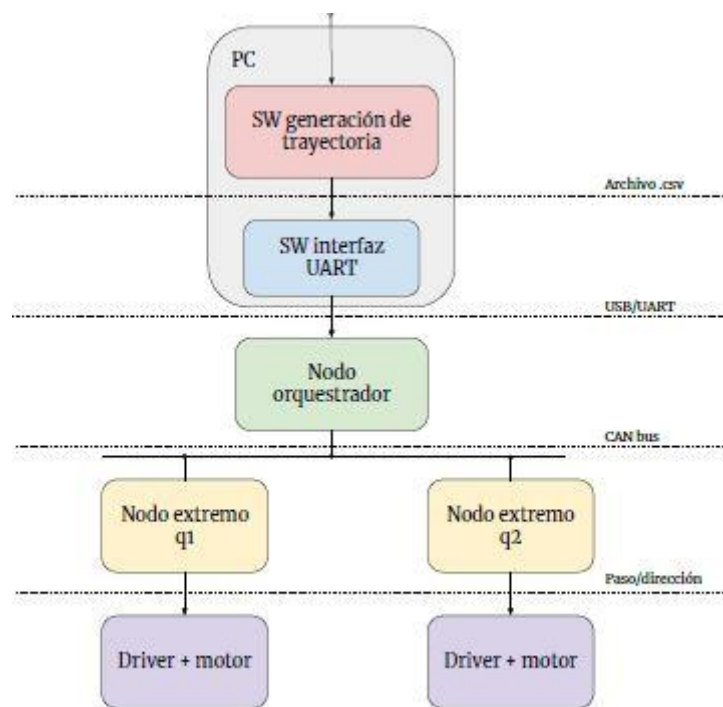 PC
SW generación de
trayectoria
Archivo .csv
SW interfaz
UART
USB/UART
Nodo
orquestrador
CAN bus
Nodo extremo
q1
Nodo extremo
q2
Paso/dirección
Driver + motor
Driver + motor